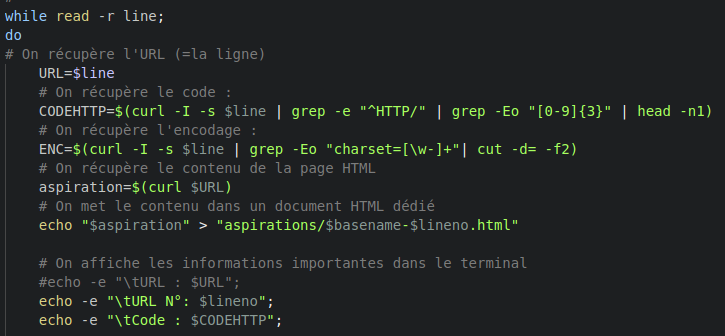 while read -r line;
do
# On récupère l'URL (=la ligne)
URL=$line
# On récupère le code :
CODEHTTP=$(curl -I -s $line | grep -e "^HTTP/" | grep -Eo "[0-9]{3}" | head -n1)
# On récupère l'encodage :
ENC=$(curl -I -s $line | grep -Eo "charset=[\w-]+"| cut -d= -f2)
# On récupère le contenu de la page HTML
aspiration=$(curl $URL)
# On met le contenu dans un document HTML dédié
echo "$aspiration" > "aspirations/$basename-$lineno.html"
# On affiche les informations importantes dans le terminal
#echo -e "\tURL : $URL";
echo -e "\tURL N°: $lineno";
echo -e "\tCode : $CODEHTTP";